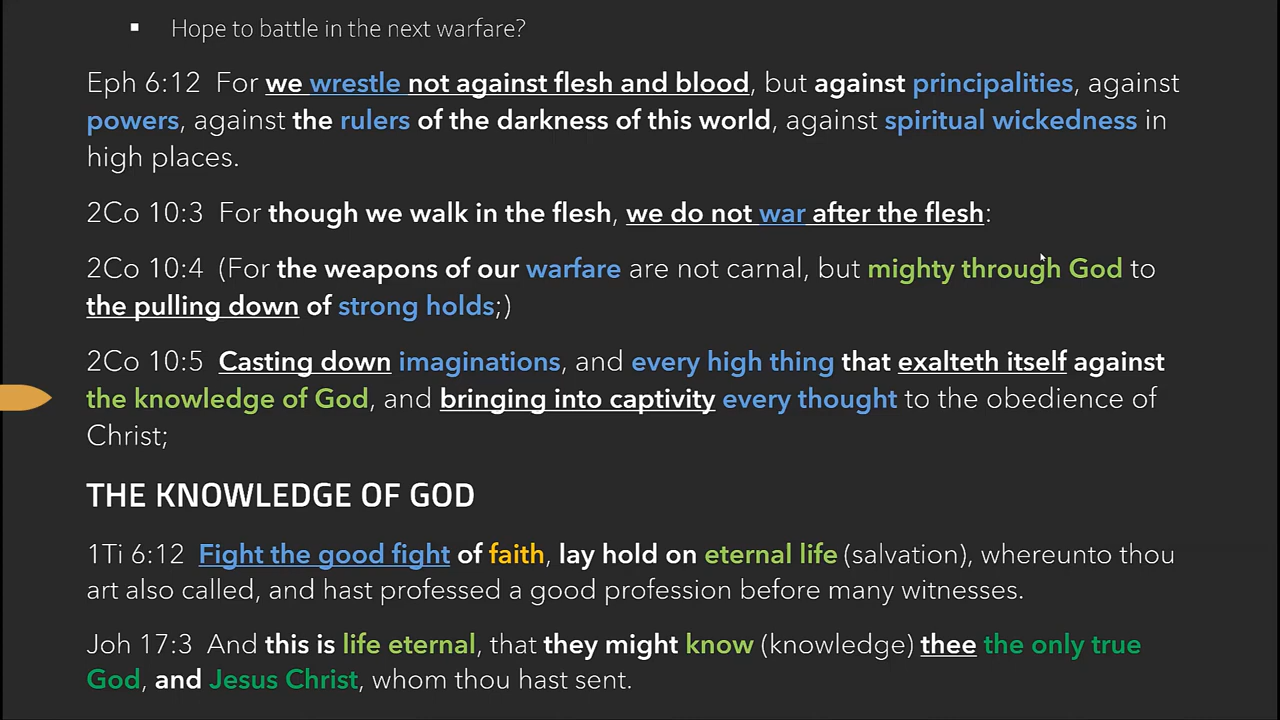 ▪ Hope to battle in the next warfare?
Eph 6:12 For we wrestle not against flesh and blood, but against principalities, against
powers, against the rulers of the darkness of this world, against spiritual wickedness in
high places.
2Co 10:3 For though we walk in the flesh, we do not war after the flesh:
2Co 10:4 (For the weapons of our warfare are not carnal, but mighty through God to
the pulling down of strong holds;)
2Co 10:5 Casting down imaginations, and every high thing that exalteth itself against
the knowledge of God, and bringing into captivity every thought to the obedience of
Christ;
THE KNOWLEDGE OF GOD
1Ti 6:12 Fight the good fight of faith, lay hold on eternal life (salvation), whereunto thou
art also called, and hast professed a good profession before many witnesses.
Joh 17:3 And this is life eternal, that they might know (knowledge) thee the only true
God, and Jesus Christ, whom thou hast sent.